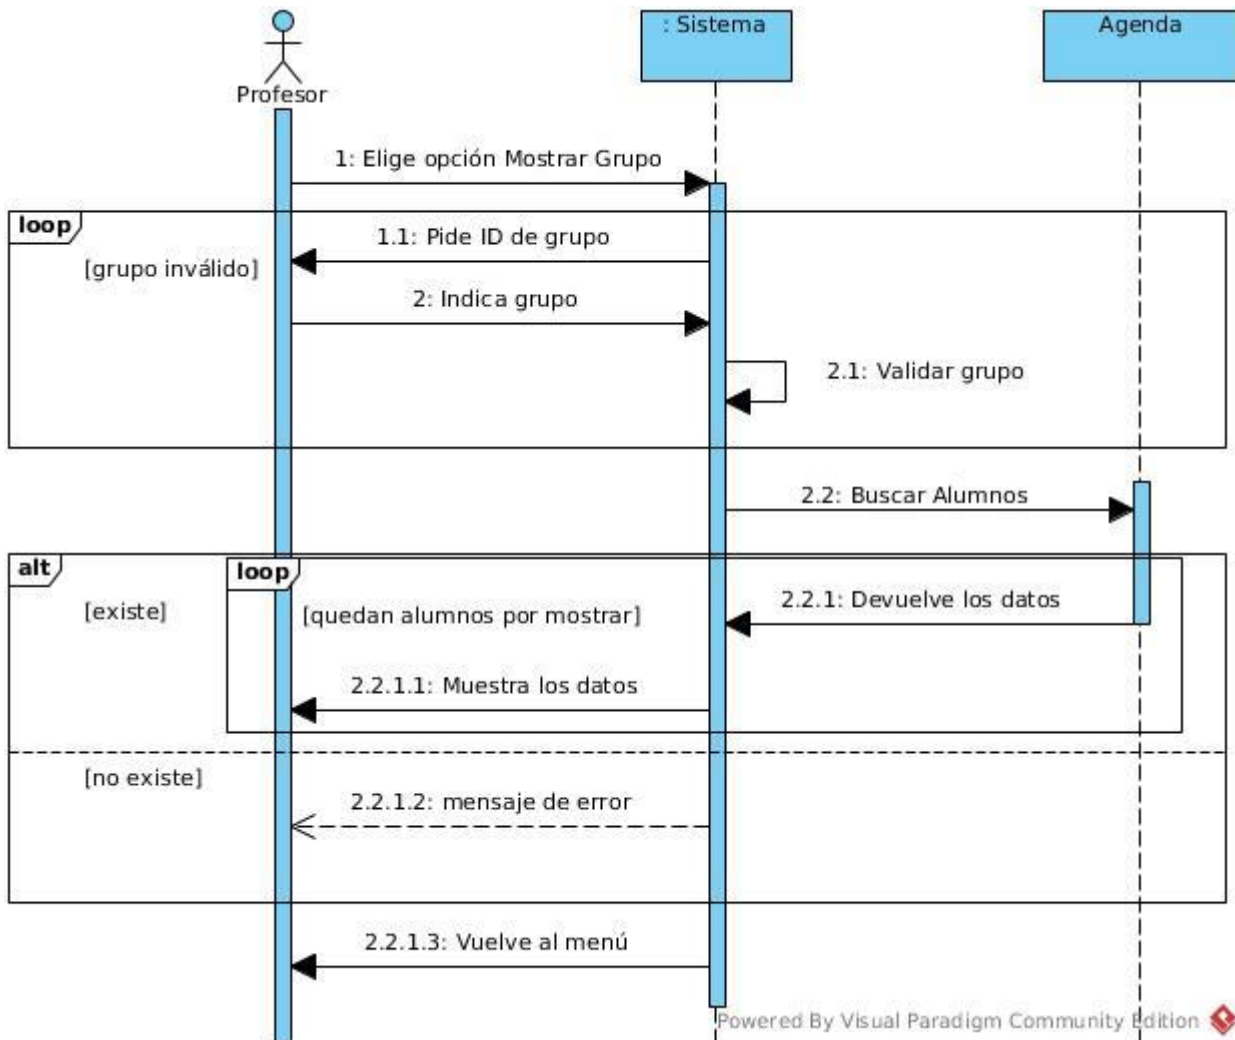 : Sistema
Agenda
Profesor
1: Elige opción Mostrar Grupo
loop
1.1: Pide ID de grupo
[grupo inválido]
2: Indica grupo
2.1: Validar grupo
2.2: Buscar Alumnos
alt
loop
[existe]
[quedan alumnos por mostrar]
2.2.1: Devuelve los datos
2.2.1.1: Muestra los datos
[no existe]
2.2.1.2: mensaje de error
2.2.1.3: Vuelve al menú
Powered By Visual Paradigm Community Edition